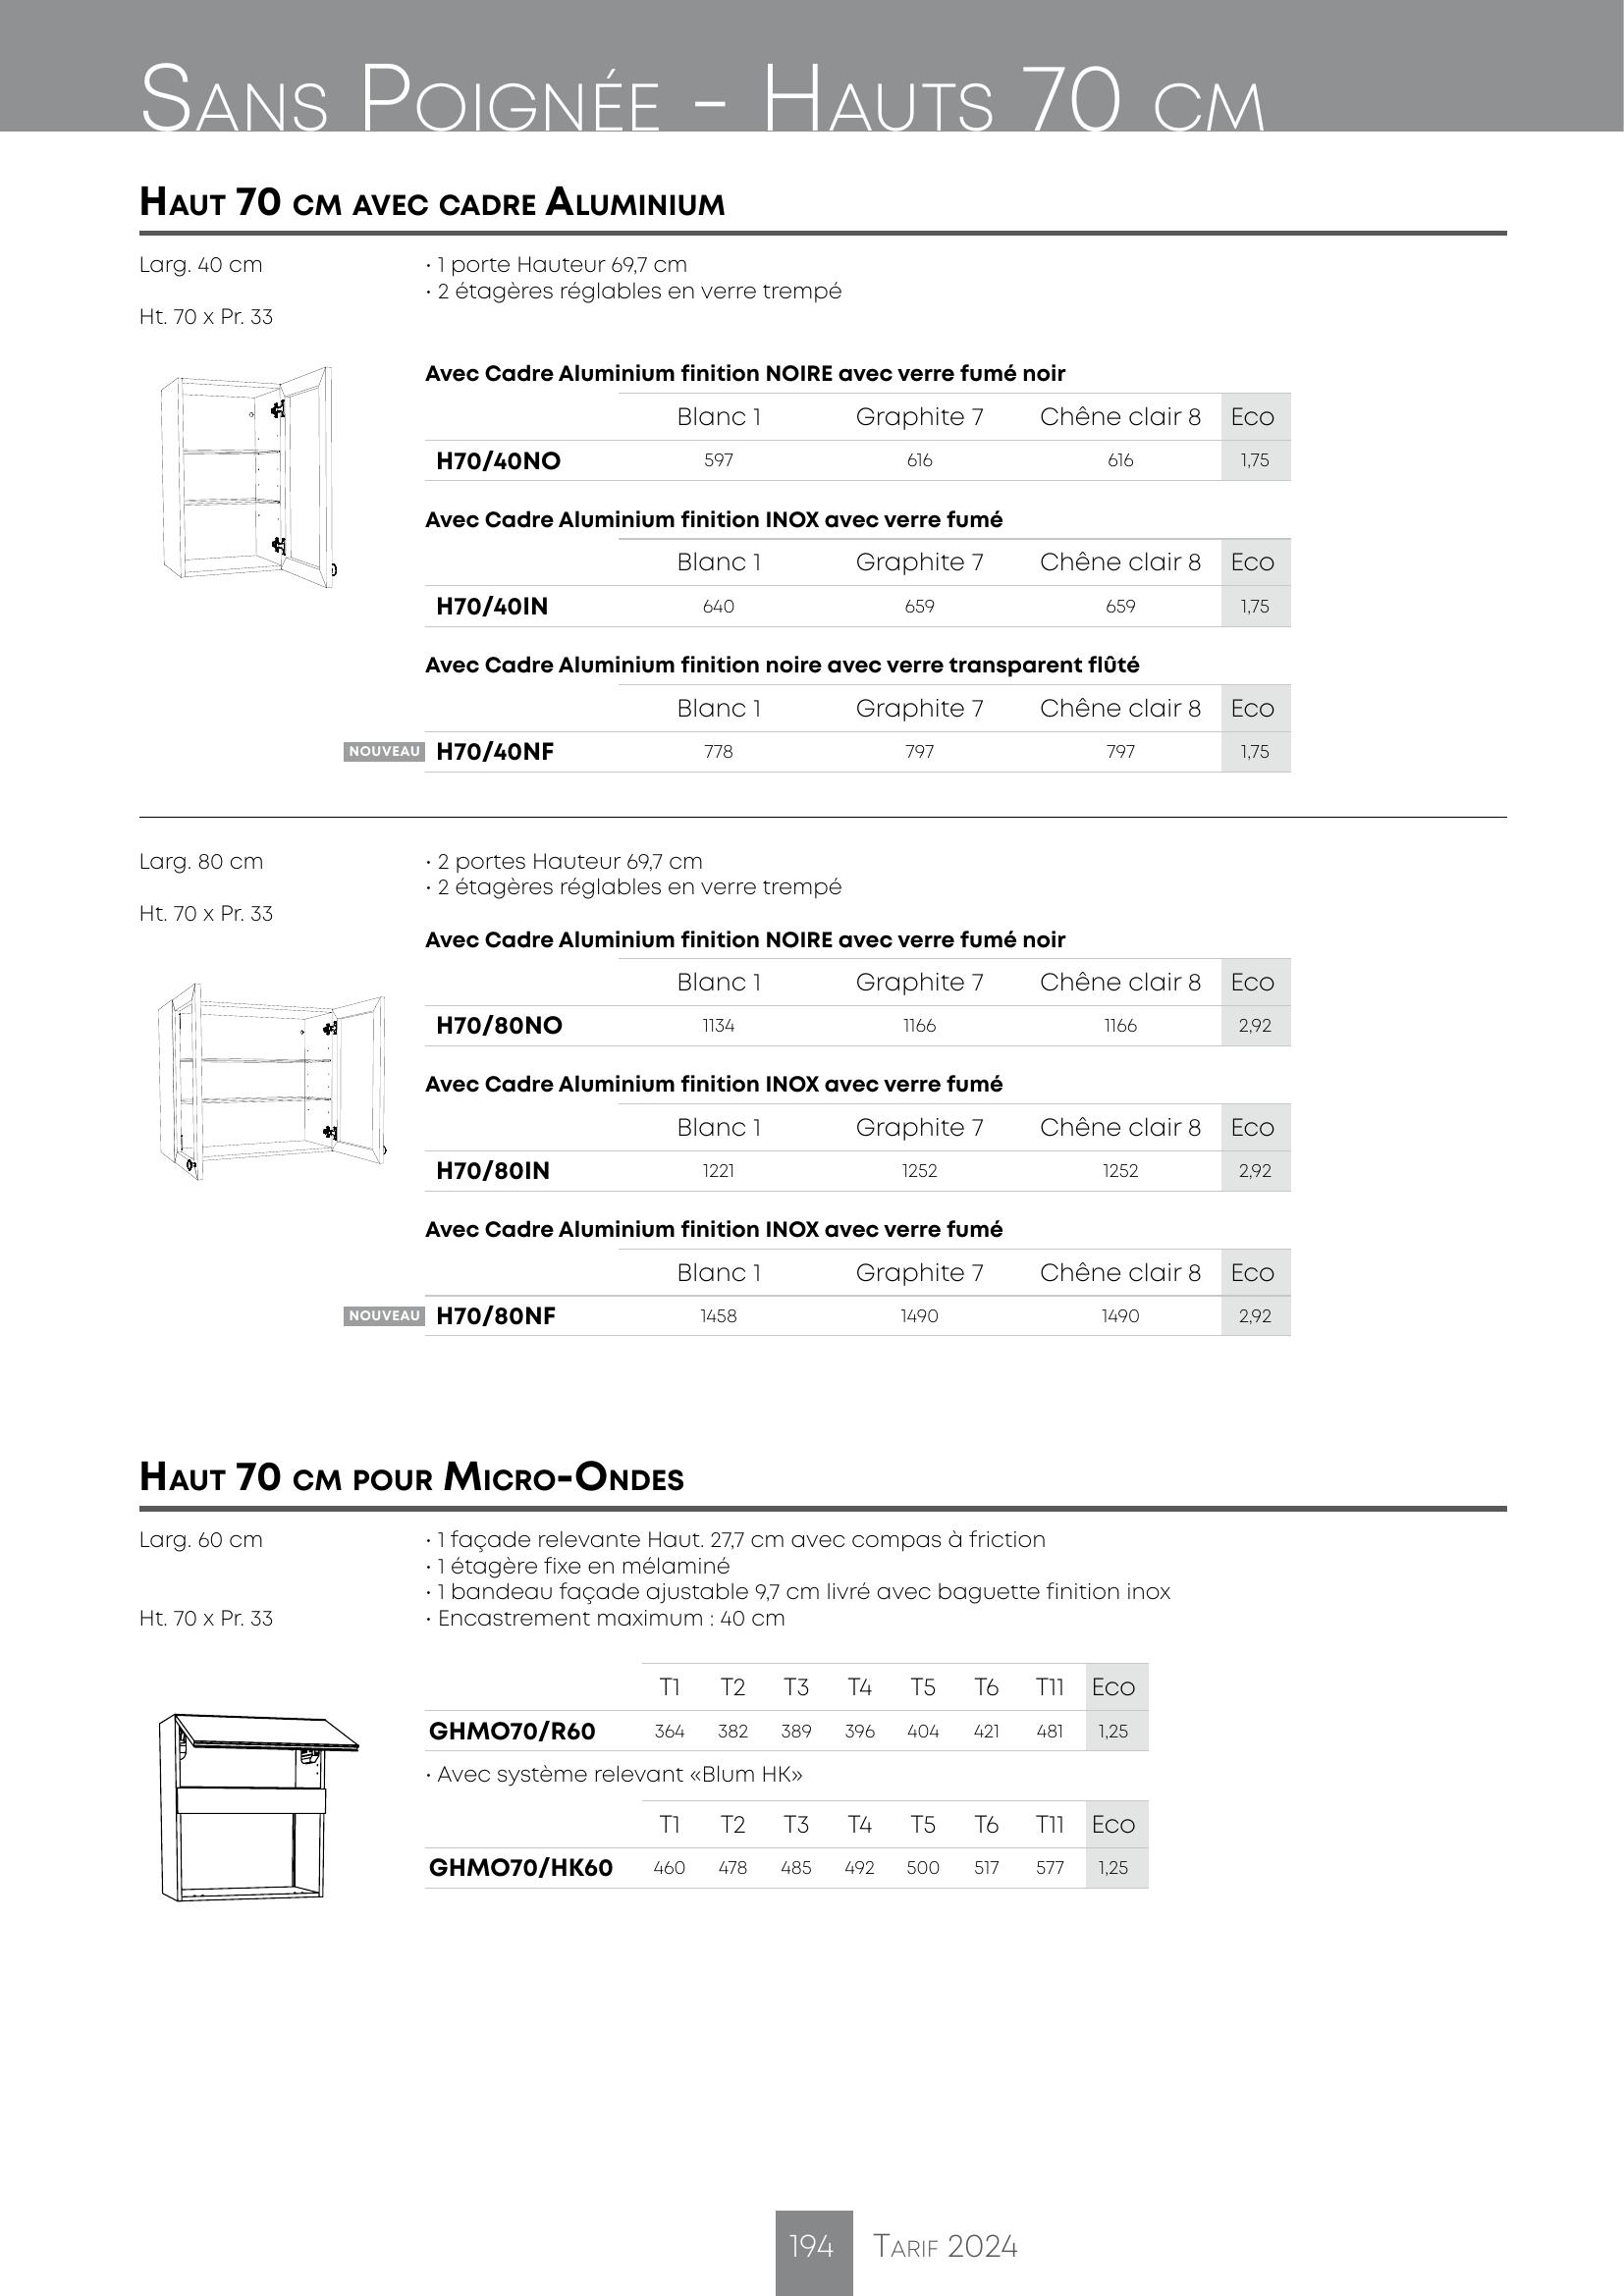 Sans Poignée - Hauts 70 cm
Haut 70 cm avec cadre Aluminium
Larg. 40 cm
Ht. 70 x Pr. 33
· 1 porte Hauteur 69,7 cm
· 2 étagères réglables en verre trempé
Avec Cadre Aluminium finition NOIRE avec verre fumé noir
Blanc 1 Graphite 7 Chêne clair 8 Eco
H70/40NO 597 616 616 1,75
Avec Cadre Aluminium finition INOX avec verre fumé
Blanc 1 Graphite 7 Chêne clair 8 Eco
H70/40IN 640 659 659 1,75
Avec Cadre Aluminium finition noire avec verre transparent flûté
Blanc 1 Graphite 7 Chêne clair 8 Eco
NOUVEAU H70/40NF 778 797 797 1,75
Larg. 80 cm
Ht. 70 x Pr. 33
· 2 portes Hauteur 69,7 cm
· 2 étagères réglables en verre trempé
Avec Cadre Aluminium finition NOIRE avec verre fumé noir
Blanc 1 Graphite 7 Chêne clair 8 Eco
H70/80NO 1134 1166 1166 2,92
Avec Cadre Aluminium finition INOX avec verre fumé
Blanc 1 Graphite 7 Chêne clair 8 Eco
H70/80IN 1221 1252 1252 2,92
Avec Cadre Aluminium finition INOX avec verre fumé
Blanc 1 Graphite 7 Chêne clair 8 Eco
NOUVEAU H70/80NF 1458 1490 1490 2,92
Haut 70 cm pour Micro-Ondes
Larg. 60 cm
Ht. 70 x Pr. 33
· 1 façade relevante Haut. 27,7 cm avec compas à friction
· 1 étagère fixe en mélaminé
· 1 bandeau façade ajustable 9,7 cm livré avec baguette finition inox
· Encastrement maximum : 40 cm
T1 T2 T3 T4 T5 T6 T11 Eco
GHMO70/R60 364 382 389 396 404 421 481 1,25
· Avec système relevant «Blum HK»
T1 T2 T3 T4 T5 T6 T11 Eco
GHMO70/HK60 460 478 485 492 500 517 577 1,25
194 Tarif 2024